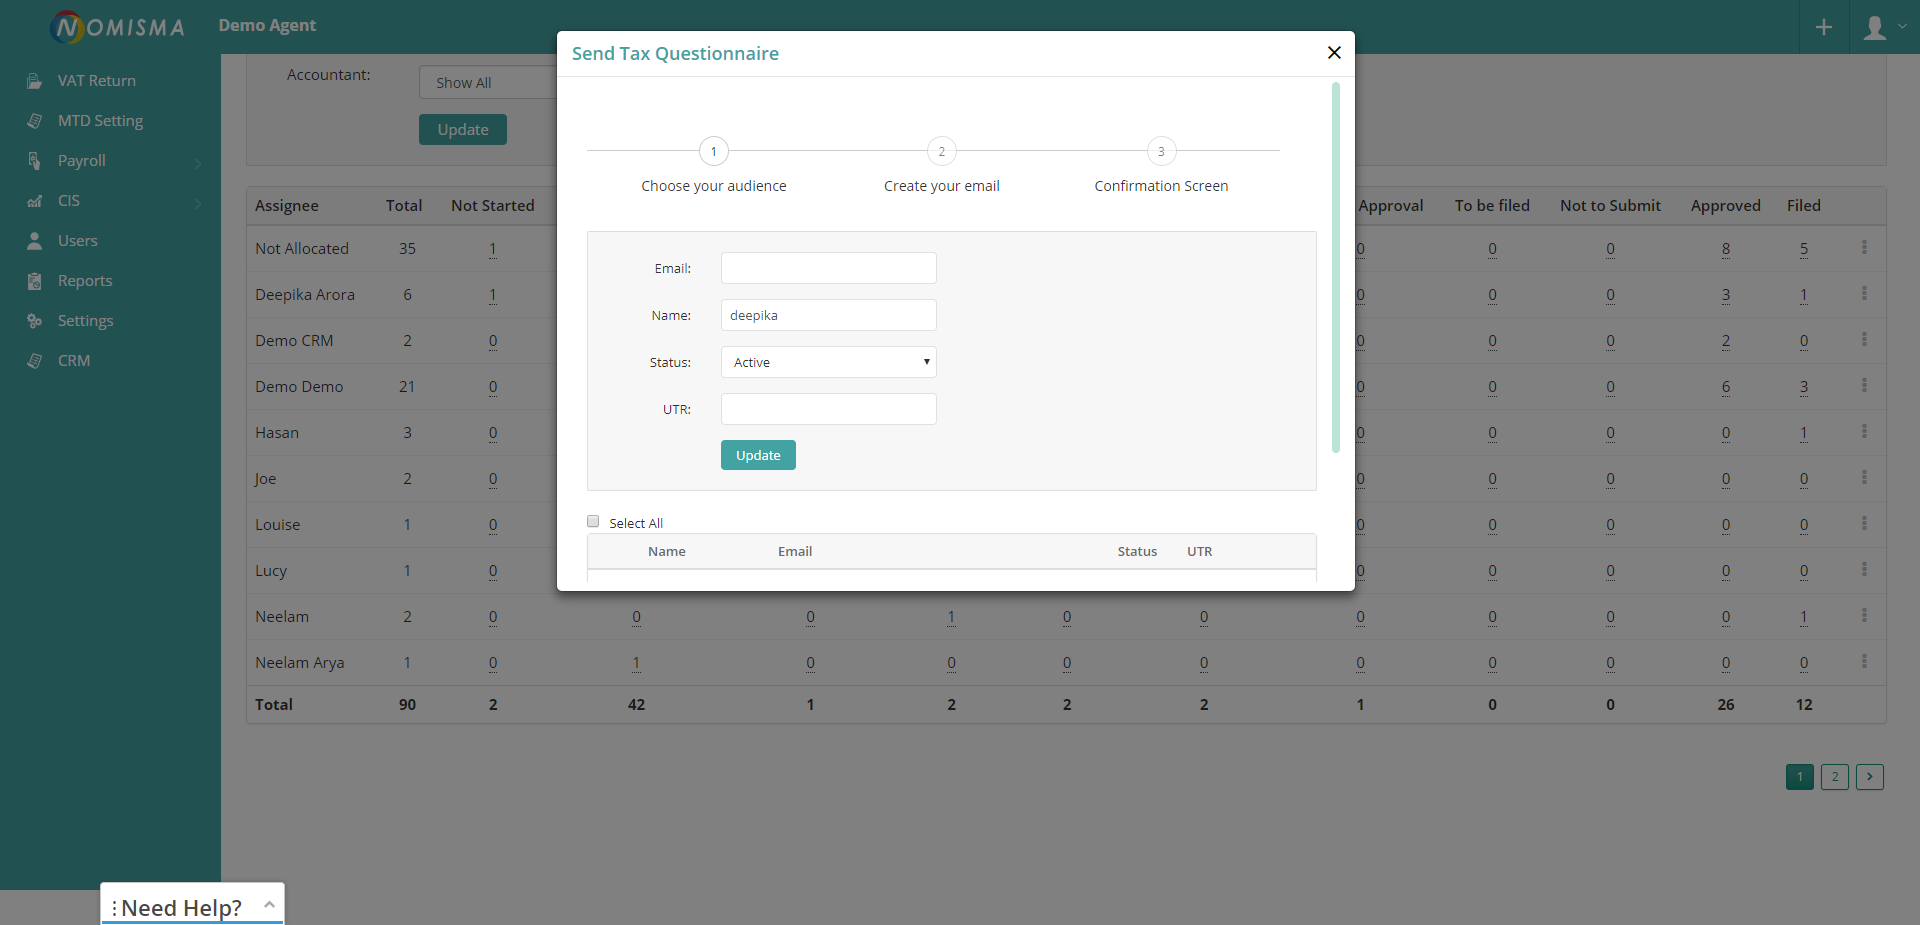 NOMISMA
Demo Agent
VAT Return
MTD Setting
Payroll
CIS
Users
Reports
Settings
CRM
Accountant:
Show All
Update
Send Tax Questionnaire
1 2 3
Choose your audience Create your email Confirmation Screen
Email:
Name: deepika
Status: Active
UTR:
Update
Select All
Name Email Status UTR
Assignee Total Not Started Approval To be filed Not to Submit Approved Filed
Not Allocated 35 1 0 0 0 8 5
Deepika Arora 6 1 0 0 0 3 1
Demo CRM 2 0 0 0 0 2 0
Demo Demo 21 0 0 0 0 6 3
Hasan 3 0 0 0 0 0 1
Joe 2 0 0 0 0 0 0
Louise 1 0 0 0 0 0 0
Lucy 1 0 0 0 0 0 0
Neelam 2 0 0 0 1 0 0 0 0 0 0 1
Neelam Arya 1 0 1 0 0 0 0 0 0 0 0 0
Total 90 2 42 1 2 2 2 1 0 0 26 12
1 2
Need Help?